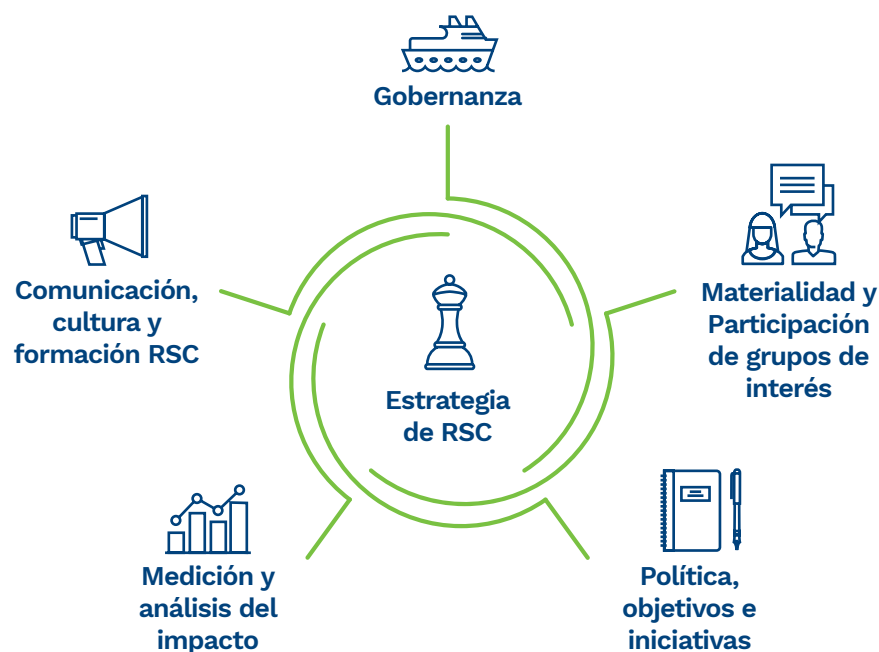 Gobernanza
Comunicación,
cultura y
formación RSC
Materialidad y
Participación
de grupos de
interés
Estrategia
de RSC
Medición y
análisis del
impacto
Política,
objetivos e
iniciativas